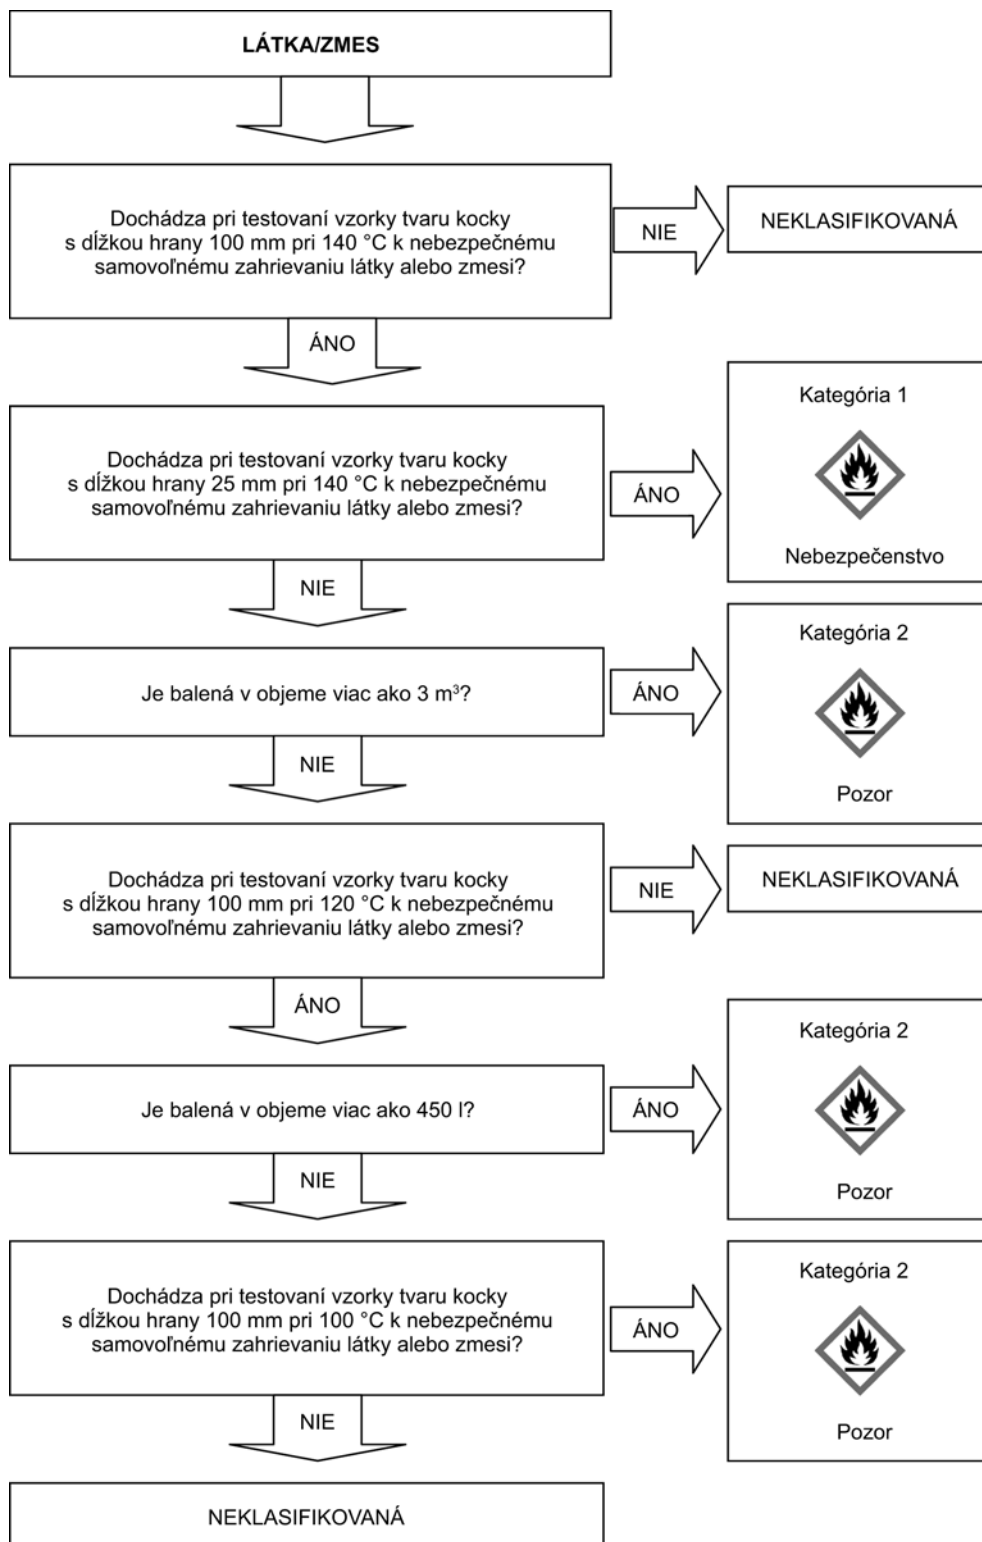 LÁTKA/ZMES
Dochádza pri testovaní vzorky tvaru kocky
s dĺžkou hrany 100 mm pri 140 °C k nebezpečnému
samovoľnému zahrievaniu látky alebo zmesi?
NIE
NEKLASIFIKOVANÁ
ÁNO
Dochádza pri testovaní vzorky tvaru kocky
s dĺžkou hrany 25 mm pri 140 °C k nebezpečnému
samovoľnému zahrievaniu látky alebo zmesi?
ÁNO
Kategória 1
Nebezpečenstvo
NIE
Je balená v objeme viac ako 3 m³?
ÁNO
Kategória 2
Pozor
NIE
Dochádza pri testovaní vzorky tvaru kocky
s dĺžkou hrany 100 mm pri 120 °C k nebezpečnému
samovoľnému zahrievaniu látky alebo zmesi?
NIE
NEKLASIFIKOVANÁ
ÁNO
Je balená v objeme viac ako 450 l?
ÁNO
Kategória 2
Pozor
NIE
Dochádza pri testovaní vzorky tvaru kocky
s dĺžkou hrany 100 mm pri 100 °C k nebezpečnému
samovoľnému zahrievaniu látky alebo zmesi?
ÁNO
Kategória 2
Pozor
NIE
NEKLASIFIKOVANÁ